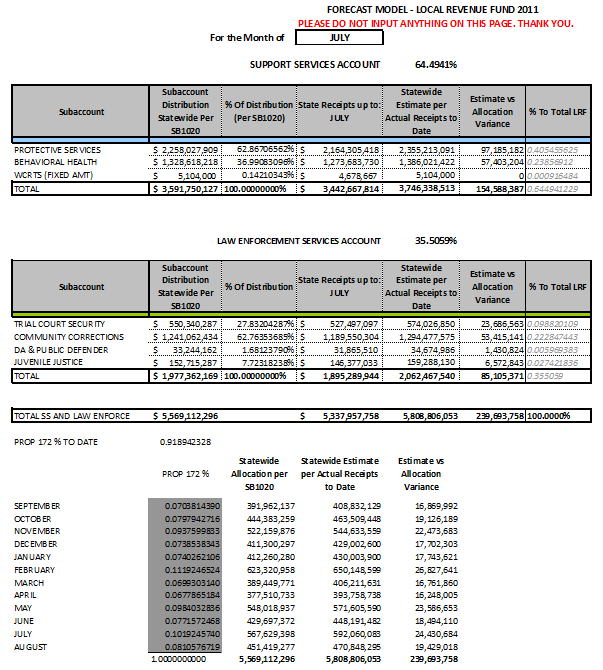 FORECAST MODEL - LOCAL REVENUE FUND 2011
PLEASE DO NOT INPUT ANYTHING ON THIS PAGE. THANK YOU.
For the Month of JULY
SUPPORT SERVICES ACCOUNT 64.4941%
Subaccount Subaccount Distribution Statewide Per SB1020 % Of Distribution (Per SB1020) State Receipts up to: JULY Statewide Estimate per Actual Receipts to Date Estimate vs Allocation Variance % To Total LRF
PROTECTIVE SERVICES $ 2,258,027,909 62.86706562% $ 2,164,305,418 2,355,213,091 97,185,182 0.405455625
BEHAVIORAL HEALTH $ 1,328,618,218 36.99083096% $ 1,273,683,730 1,386,021,422 57,403,204 0.23856912
WCRTS (FIXED AMT) $ 5,104,000 0.14210343% $ 4,678,667 5,104,000 0 0.000916484
TOTAL $ 3,591,750,127 100.00000000% $ 3,442,667,814 3,746,338,513 154,588,387 0.644941229
LAW ENFORCEMENT SERVICES ACCOUNT 35.5059%
Subaccount Subaccount Distribution Statewide Per SB1020 % Of Distribution State Receipts up to: JULY Statewide Estimate per Actual Receipts to Date Estimate vs Allocation Variance % To Total LRF
TRIAL COURT SECURITY $ 550,340,287 27.83204287% $ 527,497,097 574,026,850 23,686,563 0.098820109
COMMUNITY CORRECTIONS $ 1,241,062,434 62.76353685% $ 1,189,550,304 1,294,477,575 53,415,141 0.222847443
DA & PUBLIC DEFENDER $ 33,244,162 1.68123790% $ 31,865,510 34,674,986 1,430,824 0.005969383
JUVENILE JUSTICE $ 152,715,287 7.72318238% $ 146,377,033 159,288,130 6,572,843 0.027421836
TOTAL $ 1,977,362,169 100.00000000% $ 1,895,289,944 2,062,467,540 85,105,371 0.355059
TOTAL SS AND LAW ENFORCE $ 5,569,112,296 $ 5,337,957,758 5,808,806,053 239,693,758 100.0000%
PROP 172 % TO DATE 0.918942328
PROP 172 % Statewide Allocation per SB1020 Statewide Estimate per Actual Receipts to Date Estimate vs Allocation Variance
SEPTEMBER 0.0703814390 391,962,137 408,832,129 16,869,992
OCTOBER 0.0797942716 444,383,259 463,509,448 19,126,189
NOVEMBER 0.0937599833 522,159,876 544,633,559 22,473,683
DECEMBER 0.0738538343 411,300,297 429,002,600 17,702,303
JANUARY 0.0740262106 412,260,280 430,003,900 17,743,621
FEBRUARY 0.1119246524 623,320,958 650,148,599 26,827,641
MARCH 0.0699303140 389,449,771 406,211,631 16,761,860
APRIL 0.0677865184 377,510,733 393,758,738 16,248,005
MAY 0.0984032836 548,018,937 571,605,590 23,586,653
JUNE 0.0771572468 429,697,372 448,191,482 18,494,110
JULY 0.1019245740 567,629,398 592,060,083 24,430,684
AUGUST 0.0810576719 451,419,277 470,848,295 19,429,018
1.0000000000 5,569,112,296 5,808,806,053 239,693,758